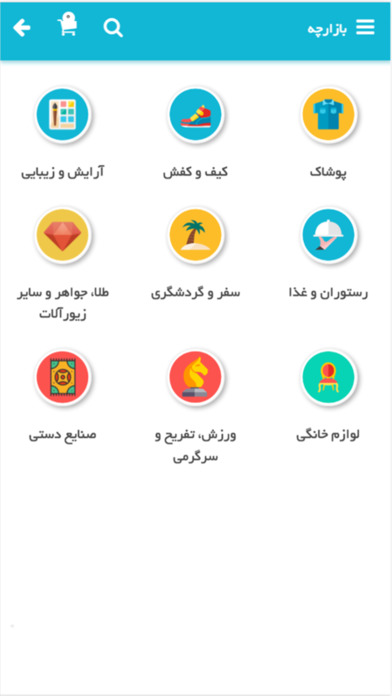 بازارچه
پوشاک
کیف و کفش
آرایش و زیبایی
رستوران و غذا
سفر و گردشگری
طلا، جواهر و سایر
زیورآلات
لوازم خانگی
ورزش، تفریح و
سرگرمی
صنایع دستی